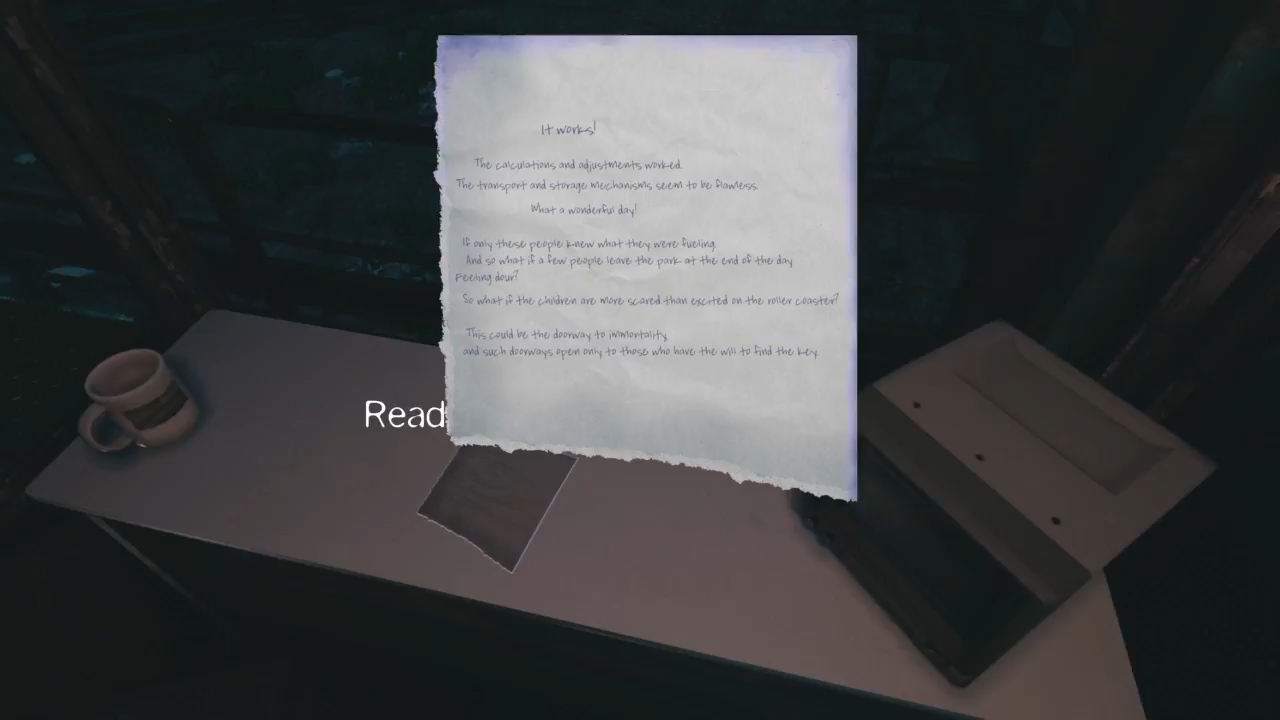 It works!
The calculations and adjustments worked.
The transport and storage mechanisms seem to be flawless.
What a wonderful day!
If only these people knew what they were fueling.
And so what if a few people leave the park at the end of the day
Feeling dour?
So what if the children are more scared than excited on the roller coaster?
This could be the doorway to immortality,
and such doorways open only to those who have the will to find the key.
Read